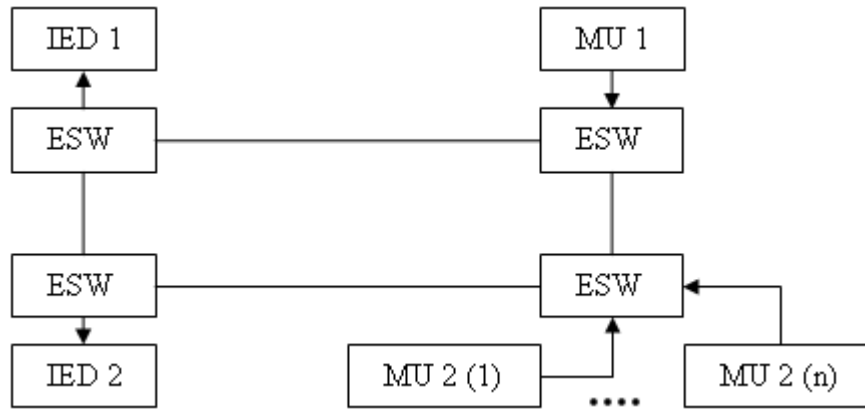 IED 1
MU 1
ESW
ESW
ESW
ESW
IED 2
MU 2 (1)
....
MU 2 (n)